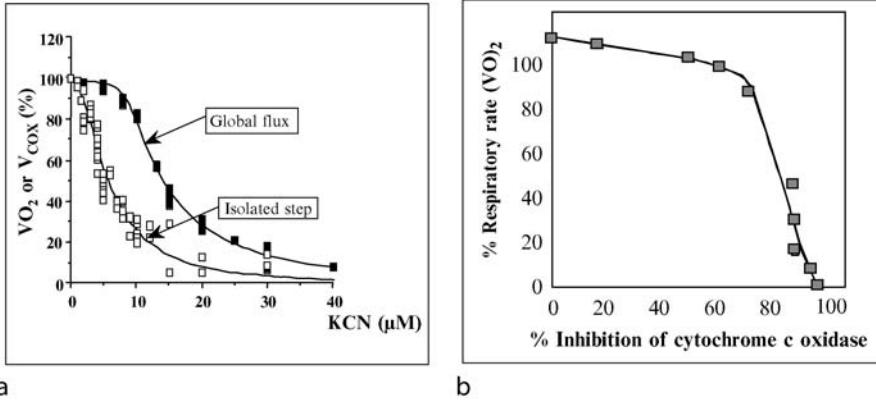 VO2 or VCOX (%)
120
100
80
60
40
20
0
Global flux
Isolated step
0 10 20 30 40
KCN (µM)
a
% Respiratory rate (VO)2
100
80
60
40
20
0
0 20 40 60 80 100
% Inhibition of cytochrome c oxidase
b